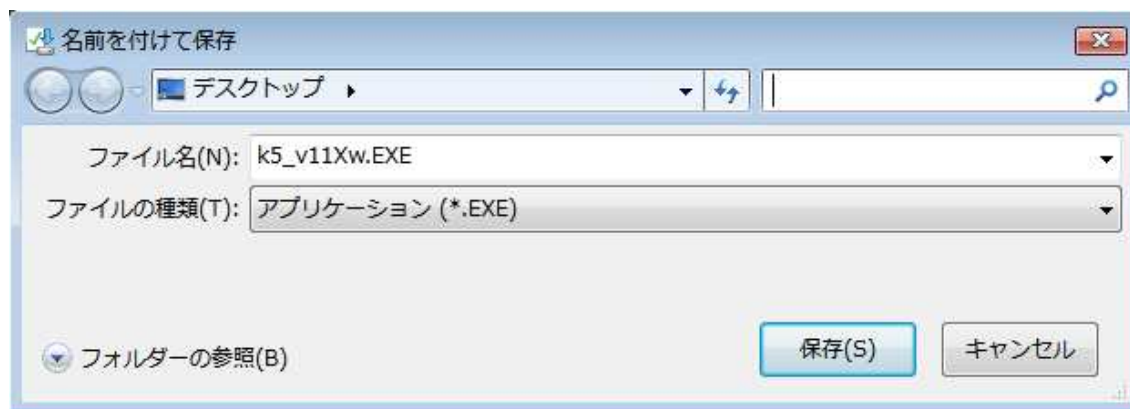 名前を付けて保存
デスクトップ
ファイル名(N): k5_v11Xw.EXE
ファイルの種類(T): アプリケーション (*.EXE)
フォルダーの参照(B) 保存(S) キャンセル